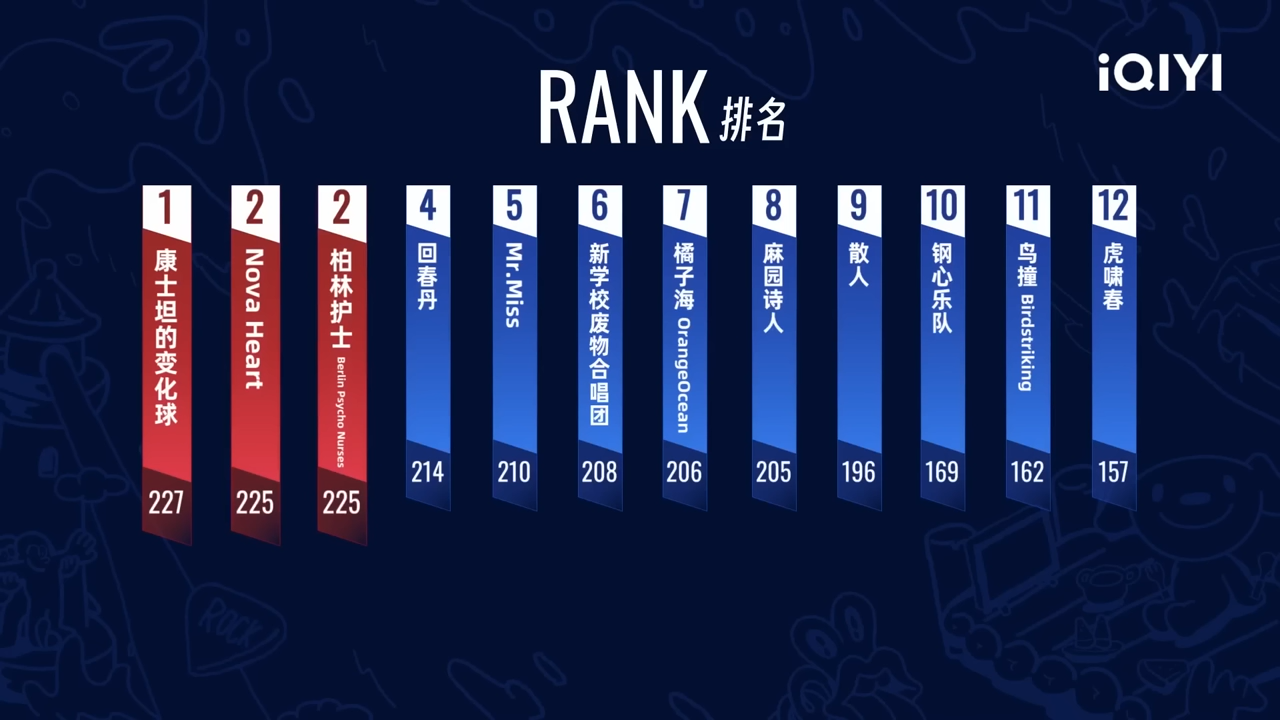 iQIYI
RANK 排名
1
康士坦的变化球
227
2
Nova Heart
225
2
柏林护士 Berlin Psycho Nurses
225
4
回春丹
214
5
Mr.Miss
210
6
新学校废物合唱团
208
7
橘子海 OrangeOcean
206
8
麻园诗人
205
9
散人
196
10
钢心乐队
169
11
鸟撞 Birdstriking
162
12
虎啸春
157
ROCK